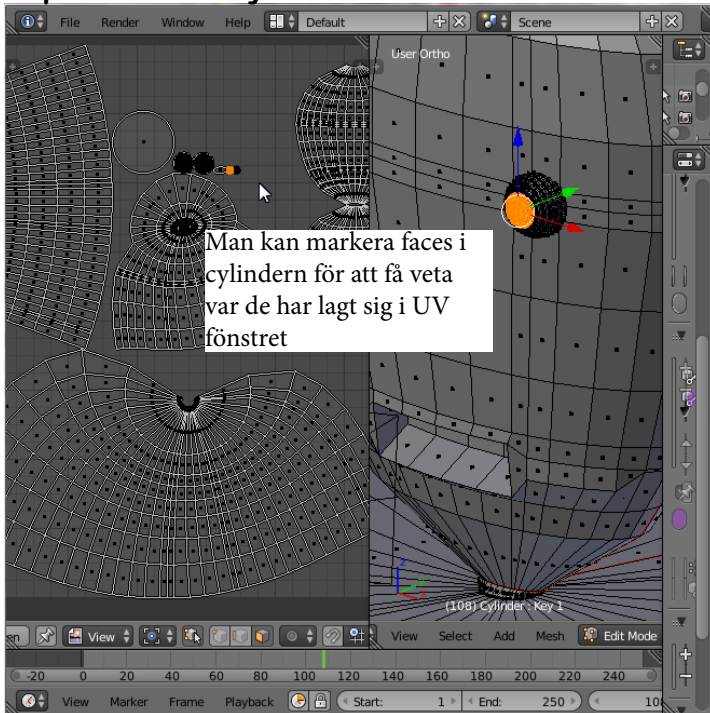 File Render Window Help Default Scene
User Ortho
Man kan markera faces i
cylindern för att få veta
var de har lagt sig i UV
fönstret
z
y
x
(108) Cylinder : Key 1
View View Select Add Mesh Edit Mode
-20 0 20 40 60 80 100 120 140 160 180 200 220 240
View Marker Frame Playback Start: 1 End: 250